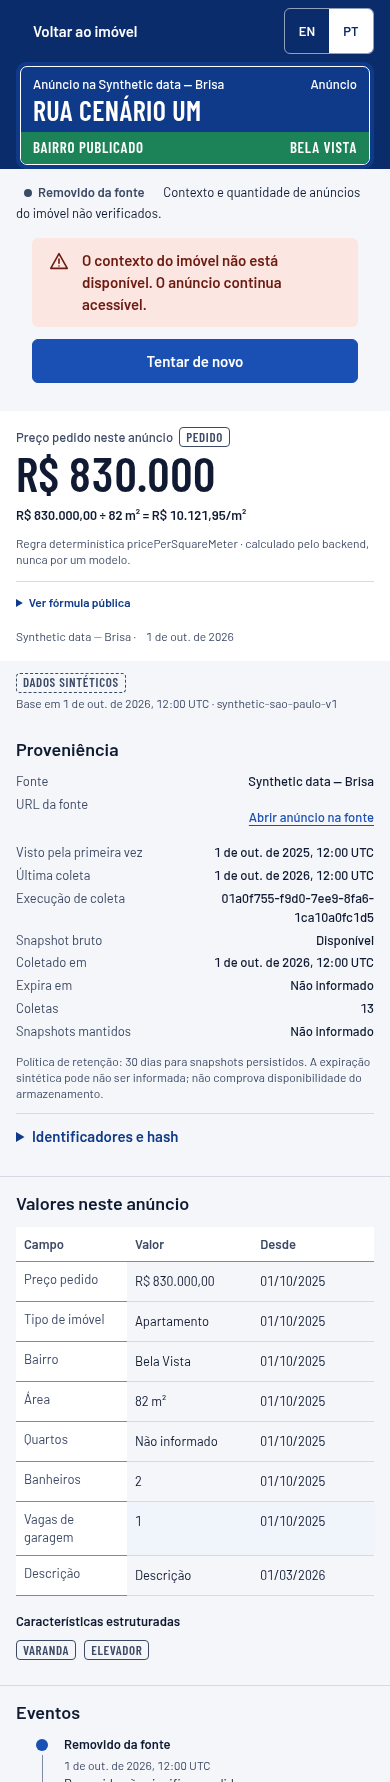 Voltar ao imóvel
EN PT
Anúncio na Synthetic data — Brisa Anúncio
RUA CENÁRIO UM
BAIRRO PUBLICADO BELA VISTA
Removido da fonte Contexto e quantidade de anúncios
do imóvel não verificados.
O contexto do imóvel não está
disponível. O anúncio continua
acessível.
Tentar de novo
Preço pedido neste anúncio PEDIDO
R$ 830.000
R$ 830.000,00 ÷ 82 m² = R$ 10.121,95/m²
Regra determinística pricePerSquareMeter · calculado pelo backend,
nunca por um modelo.
Ver fórmula pública
Synthetic data — Brisa · 1 de out. de 2026
DADOS SINTÉTICOS
Base em 1 de out. de 2026, 12:00 UTC · synthetic-sao-paulo-v1
Proveniência
Fonte Synthetic data — Brisa
URL da fonte
Abrir anúncio na fonte
Visto pela primeira vez 1 de out. de 2025, 12:00 UTC
Última coleta 1 de out. de 2026, 12:00 UTC
Execução de coleta 01a0f755-f9d0-7ee9-8fa6-
1ca10a0fc1d5
Snapshot bruto Disponível
Coletado em 1 de out. de 2026, 12:00 UTC
Expira em Não informado
Coletas 13
Snapshots mantidos Não informado
Política de retenção: 30 dias para snapshots persistidos. A expiração
sintética pode não ser informada; não comprova disponibilidade do
armazenamento.
Identificadores e hash
Valores neste anúncio
Campo Valor Desde
Preço pedido R$ 830.000,00 01/10/2025
Tipo de imóvel Apartamento 01/10/2025
Bairro Bela Vista 01/10/2025
Área 82 m² 01/10/2025
Quartos Não informado 01/10/2025
Banheiros 2 01/10/2025
Vagas de 1 01/10/2025
garagem
Descrição Descrição 01/03/2026
Características estruturadas
VARANDA ELEVADOR
Eventos
Removido da fonte
1 de out. de 2026, 12:00 UTC